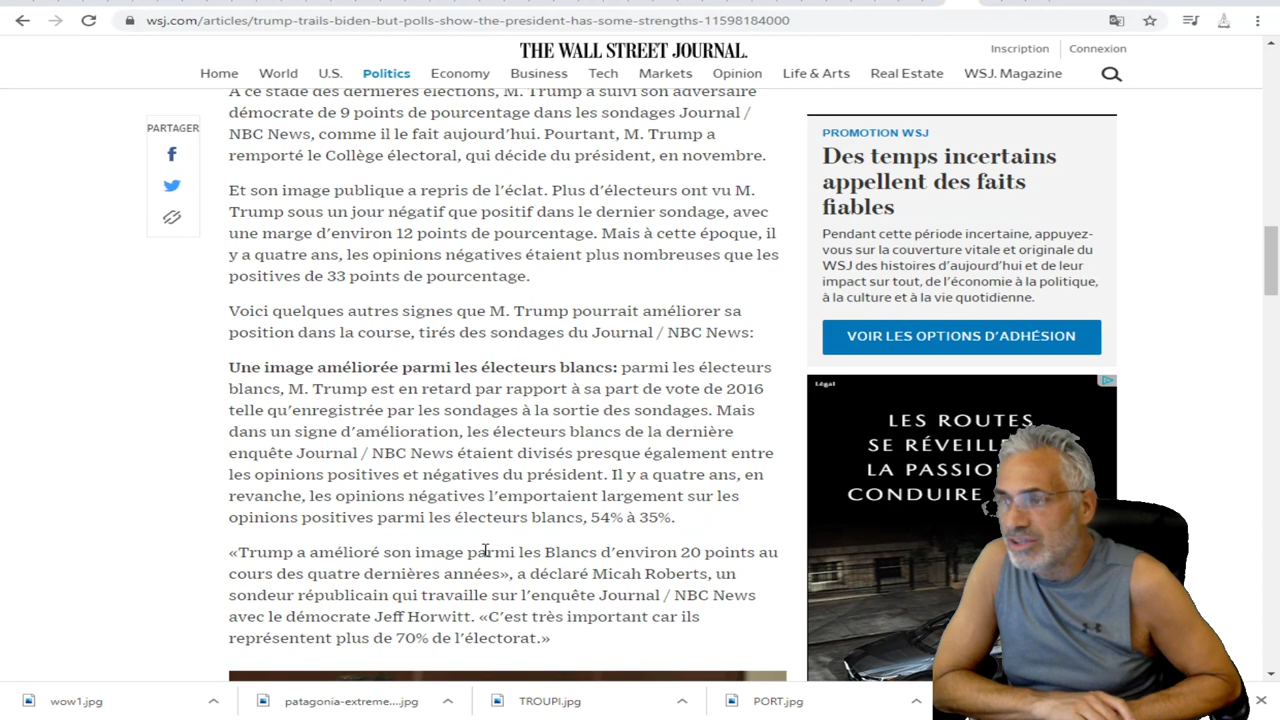 wsj.com/articles/trump-trails-biden-but-polls-show-the-president-has-some-strengths-11598184000
THE WALL STREET JOURNAL.
Inscription
Connexion
Home World U.S. Politics Economy Business Tech Markets Opinion Life & Arts Real Estate WSJ. Magazine
PARTAGER
A ce stade des dernières élections, M. Trump a suivi son adversaire
démocrate de 9 points de pourcentage dans les sondages Journal /
NBC News, comme il le fait aujourd'hui. Pourtant, M. Trump a
remporté le Collège électoral, qui décide du président, en novembre.
Et son image publique a repris de l'éclat. Plus d'électeurs ont vu M.
Trump sous un jour négatif que positif dans le dernier sondage, avec
une marge d'environ 12 points de pourcentage. Mais à cette époque, il
y a quatre ans, les opinions négatives étaient plus nombreuses que les
positives de 33 points de pourcentage.
Voici quelques autres signes que M. Trump pourrait améliorer sa
position dans la course, tirés des sondages du Journal / NBC News:
Une image améliorée parmi les électeurs blancs: parmi les électeurs
blancs, M. Trump est en retard par rapport à sa part de vote de 2016
telle qu'enregistrée par les sondages à la sortie des sondages. Mais
dans un signe d'amélioration, les électeurs blancs de la dernière
enquête Journal / NBC News étaient divisés presque également entre
les opinions positives et négatives du président. Il y a quatre ans, en
revanche, les opinions négatives l'emportaient largement sur les
opinions positives parmi les électeurs blancs, 54% à 35%.
«Trump a amélioré son image parmi les Blancs d'environ 20 points au
cours des quatre dernières années», a déclaré Micah Roberts, un
sondeur républicain qui travaille sur l'enquête Journal / NBC News
avec le démocrate Jeff Horwitt. «C'est très important car ils
représentent plus de 70% de l'électorat.»
PROMOTION WSJ
Des temps incertains
appellent des faits
fiables
Pendant cette période incertaine, appuyez-
vous sur la couverture vitale et originale du
WSJ des histoires d'aujourd'hui et de leur
impact sur tout, de l'économie à la politique,
à la culture et à la vie quotidienne.
VOIR LES OPTIONS D'ADHÉSION
Légal
LES ROUTES
SE RÉVEILLE
LA PASSION
CONDUIRE
wow1.jpg
patagonia-extreme....jpg
TROUPI.jpg
PORT.jpg